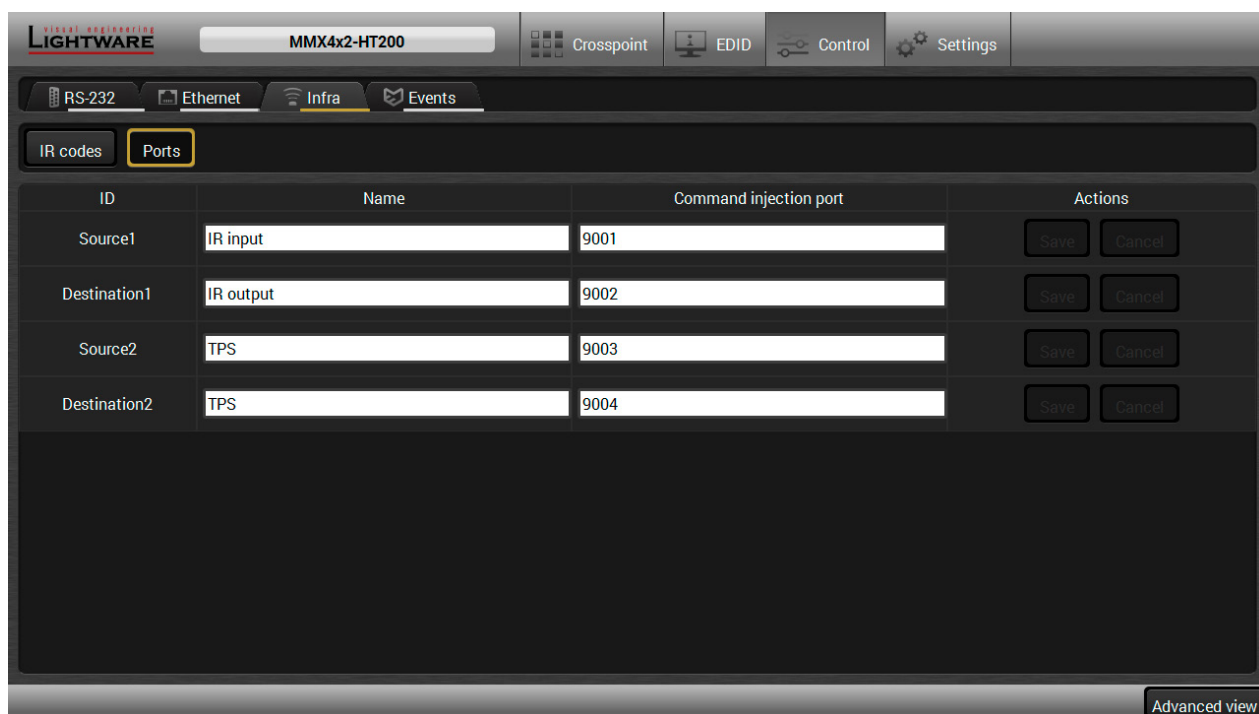 visual engineering
LIGHTWARE MMX4x2-HT200 Crosspoint EDID Control Settings
RS-232 Ethernet Infra Events
IR codes Ports
ID Name Command injection port Actions
Source1 IR input 9001 Save Cancel
Destination1 IR output 9002 Save Cancel
Source2 TPS 9003 Save Cancel
Destination2 TPS 9004 Save Cancel
Advanced view